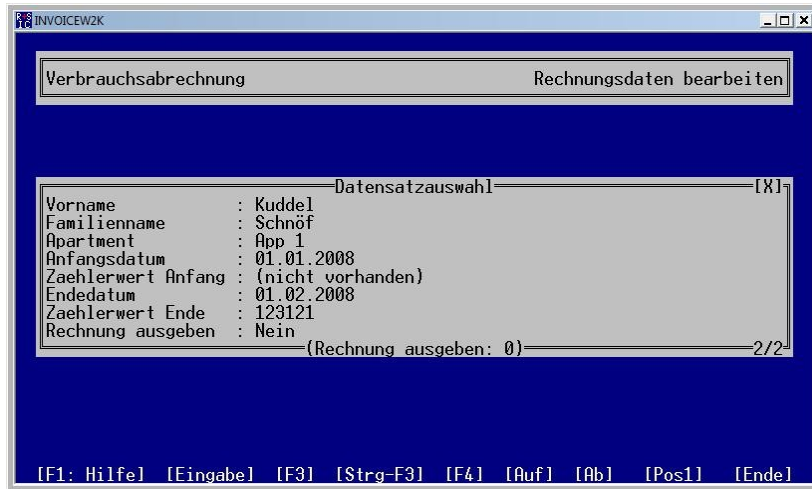 INVOICEW2K
Verbrauchsabrechnung Rechnungsdaten bearbeiten
Datensatzauswahl [X]
Vorname : Kuddel
Familienname : Schnöf
Apartment : App 1
Anfangsdatum : 01.01.2008
Zaehlerwert Anfang : (nicht vorhanden)
Endedatum : 01.02.2008
Zaehlerwert Ende : 123121
Rechnung ausgeben : Nein
(Rechnung ausgeben: 0) 2/2
[F1: Hilfe] [Eingabe] [F3] [Strg-F3] [F4] [Auf] [Ab] [Pos1] [Ende]